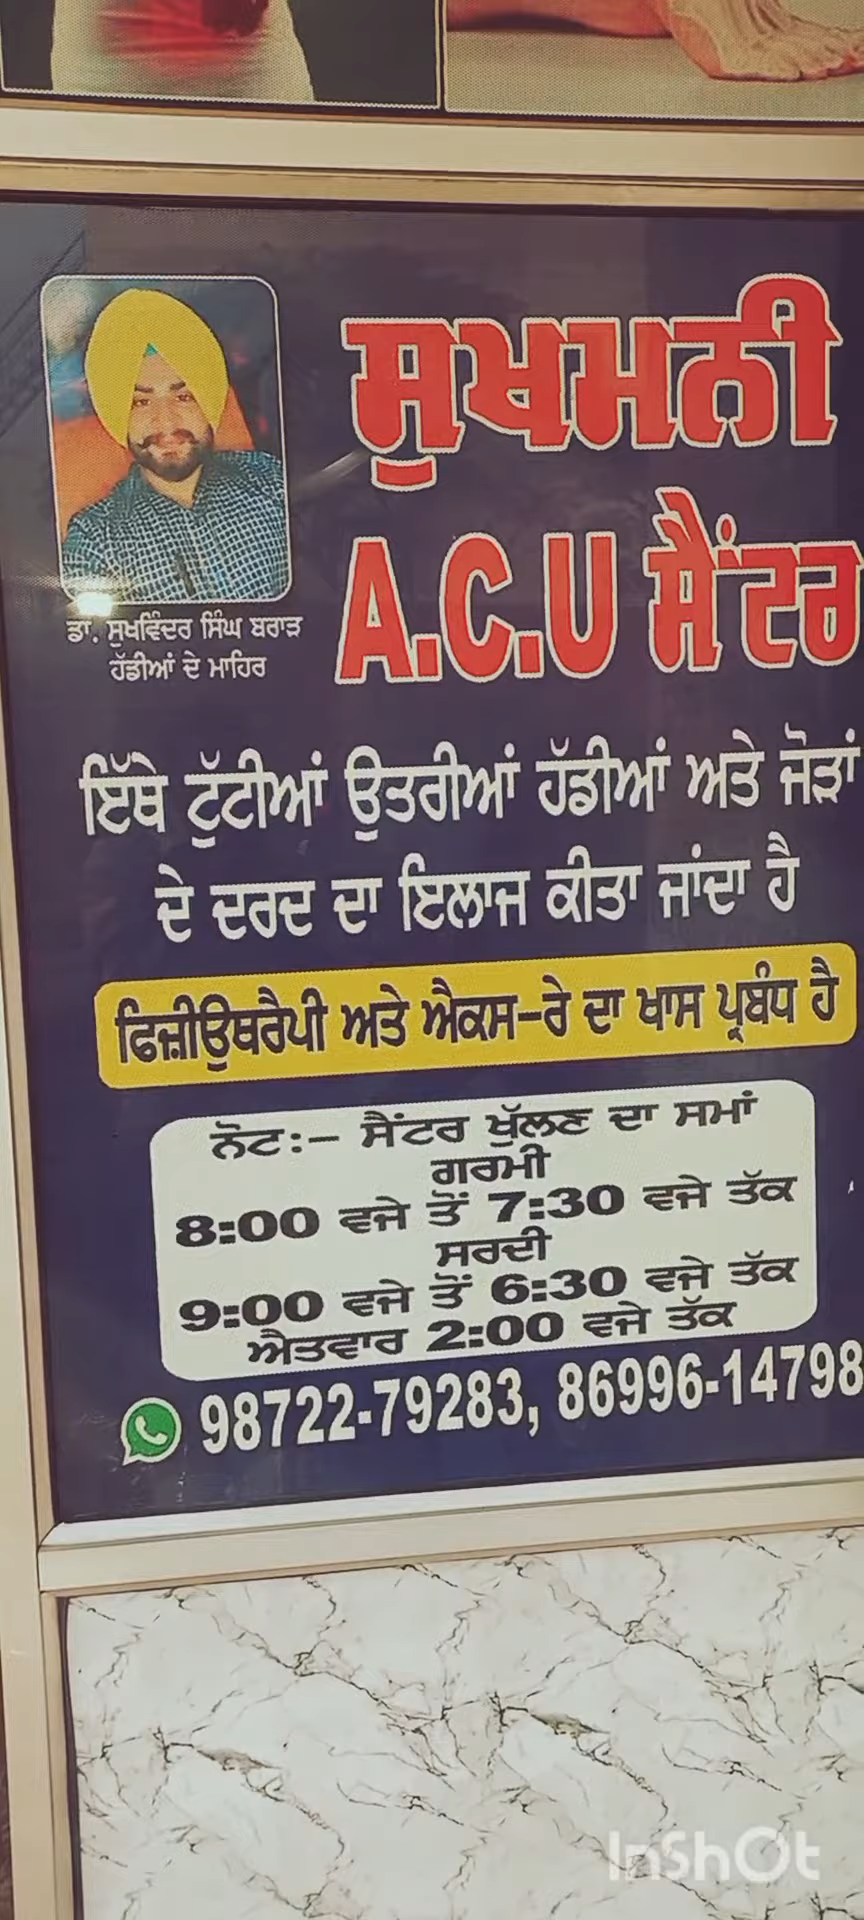 ਸੁਖਮਨੀ
A.C.U ਸੈਂਟਰ
ਡਾ. ਸੁਖਵਿੰਦਰ ਸਿੰਘ ਬਰਾੜ
ਹੱਡੀਆਂ ਦੇ ਮਾਹਿਰ
ਇੱਥੇ ਟੁੱਟੀਆਂ ਉਤਰੀਆਂ ਹੱਡੀਆਂ ਅਤੇ ਜੋੜਾਂ
ਦੇ ਦਰਦ ਦਾ ਇਲਾਜ ਕੀਤਾ ਜਾਂਦਾ ਹੈ
ਫਿਜ਼ੀਉਥਰੈਪੀ ਅਤੇ ਐਕਸ-ਰੇ ਦਾ ਖਾਸ ਪ੍ਰਬੰਧ ਹੈ
ਨੋਟ:- ਸੈਂਟਰ ਖੁੱਲਣ ਦਾ ਸਮਾਂ
ਗਰਮੀ
8:00 ਵਜੇ ਤੋਂ 7:30 ਵਜੇ ਤੱਕ
ਸਰਦੀ
9:00 ਵਜੇ ਤੋਂ 6:30 ਵਜੇ ਤੱਕ
ਐਤਵਾਰ 2:00 ਵਜੇ ਤੱਕ
98722-79283, 86996-14798
InShOt